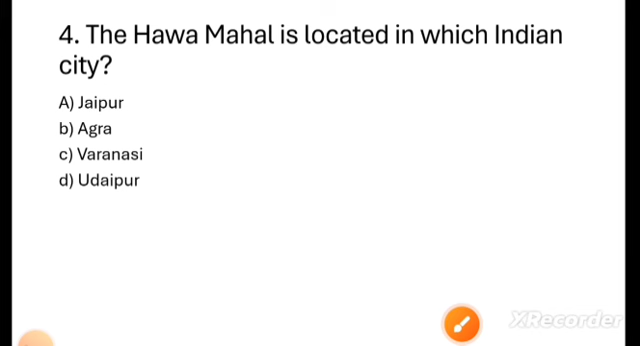 4. The Hawa Mahal is located in which Indian
city?
A) Jaipur
b) Agra
c) Varanasi
d) Udaipur
XRecorder